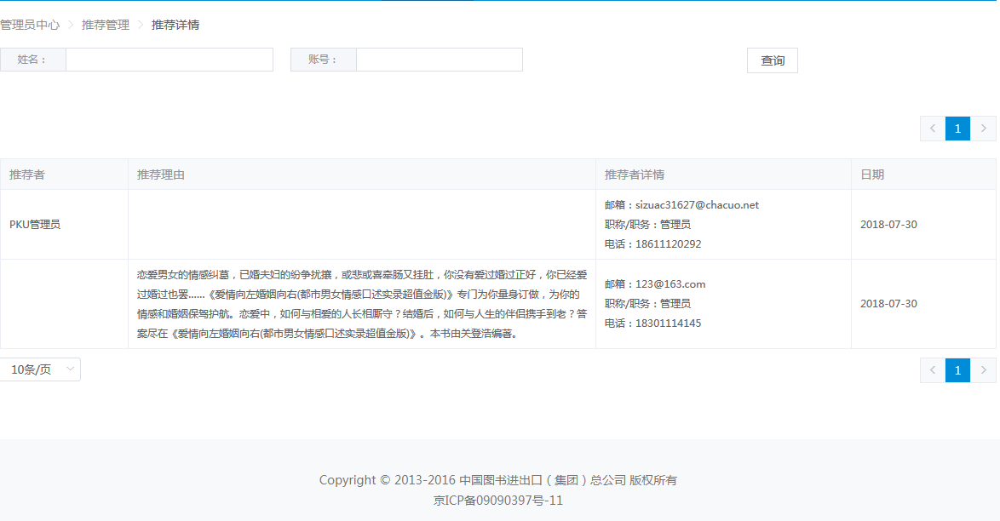 管理员中心 > 推荐管理 > 推荐详情
姓名： 账号： 查询
< 1 >
推荐者 推荐理由 推荐者详情 日期
PKU管理员
邮箱：sizuac31627@chacuo.net
职称/职务：管理员
电话：18611120292
2018-07-30
恋爱男女的情感纠葛，已婚夫妇的纷争扰攘，或悲或喜牵肠又挂肚，你没有爱过婚过正好，你已经爱
过婚过也罢……《爱情向左婚姻向右(都市男女情感口述实录超值金版)》专门为你量身订做，为你的
情感和婚姻保驾护航。恋爱中，如何与相爱的人长相厮守？结婚后，如何与人生的伴侣携手到老？答
案尽在《爱情向左婚姻向右(都市男女情感口述实录超值金版)》。本书由关登浩编著。
邮箱：123@163.com
职称/职务：管理员
电话：18301114145
2018-07-30
10条/页
< 1 >
Copyright © 2013-2016 中国图书进出口（集团）总公司 版权所有
京ICP备09090397号-11